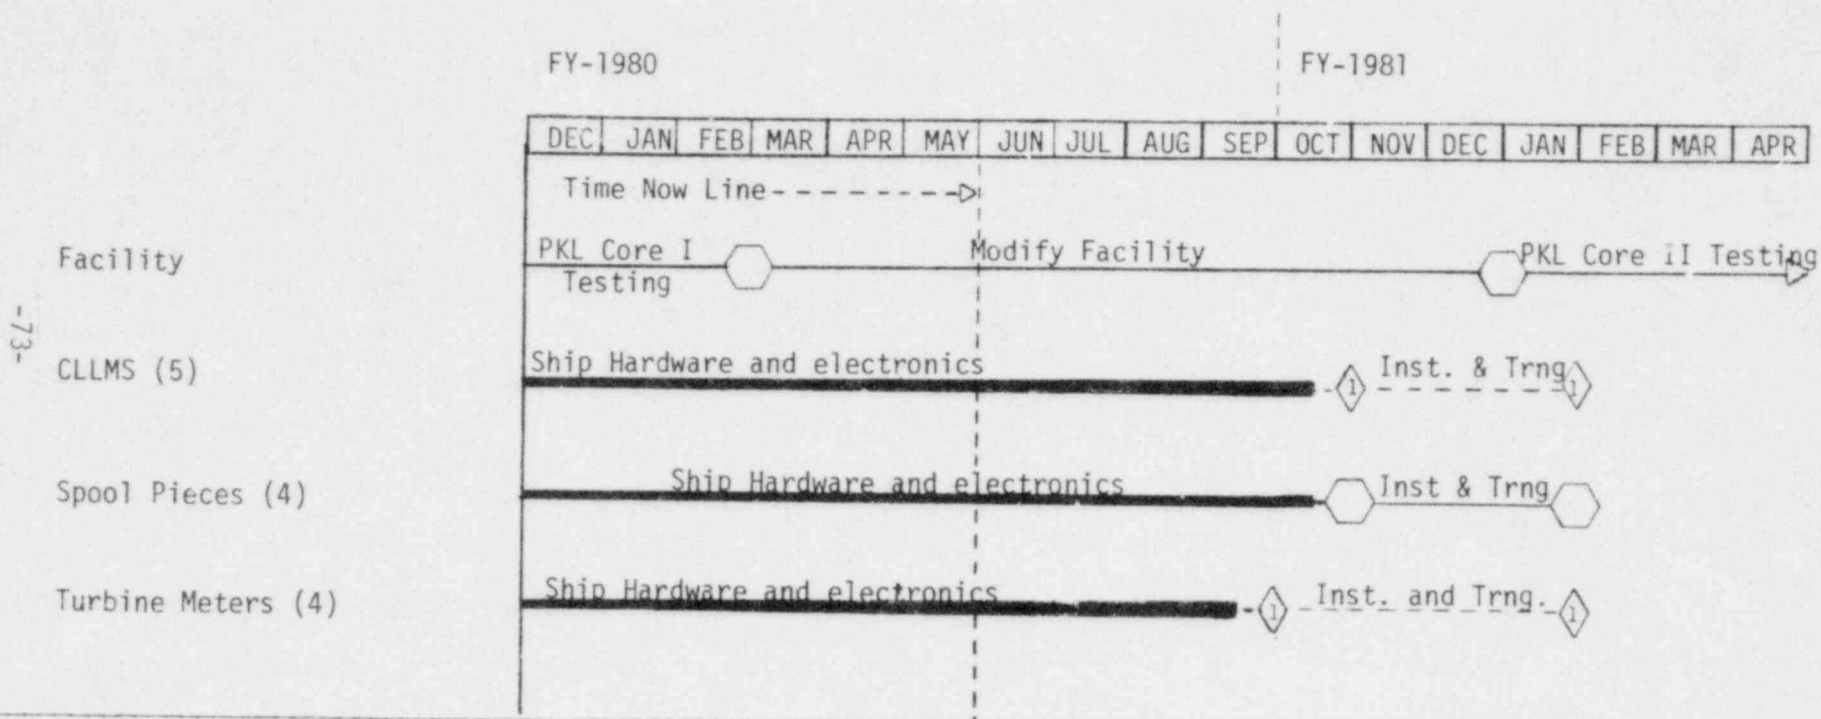 FY-1980 FY-1981
DEC JAN FEB MAR APR MAY JUN JUL AUG SEP OCT NOV DEC JAN FEB MAR APR
Time Now Line
Facility PKL Core I Modify Facility PKL Core II Testing
Testing
-73-
CLLMS (5) Ship Hardware and electronics 1 Inst. & Trng 1
Spool Pieces (4) Ship Hardware and electronics Inst & Trng
Turbine Meters (4) Ship Hardware and electronics 1 Inst. and Trng. 1